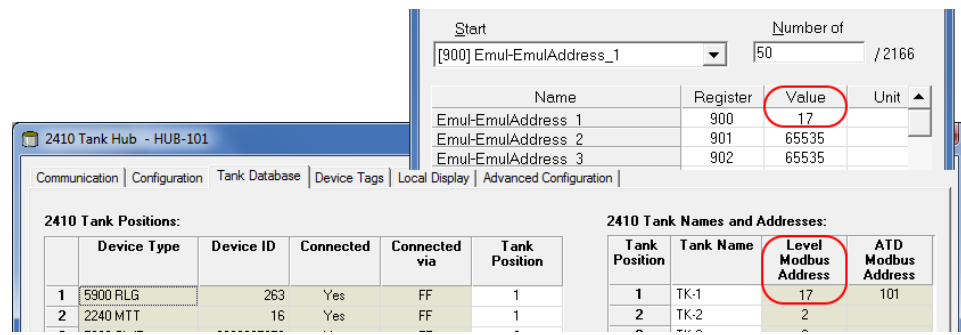 Start
Number of
[900] Emul-EmulAddress_1
50
/ 2166
Name Register Value Unit
Emul-EmulAddress_1 900 17
Emul-EmulAddress_2 901 65535
Emul-EmulAddress_3 902 65535
2410 Tank Hub - HUB-101
Communication Configuration Tank Database Device Tags Local Display Advanced Configuration
2410 Tank Positions:
Device Type Device ID Connected Connected via Tank Position
1 5900 RLG 263 Yes FF 1
2 2240 MTT 16 Yes FF 1
2410 Tank Names and Addresses:
Tank Position Tank Name Level Modbus Address ATD Modbus Address
1 TK-1 17 101
2 TK-2 2